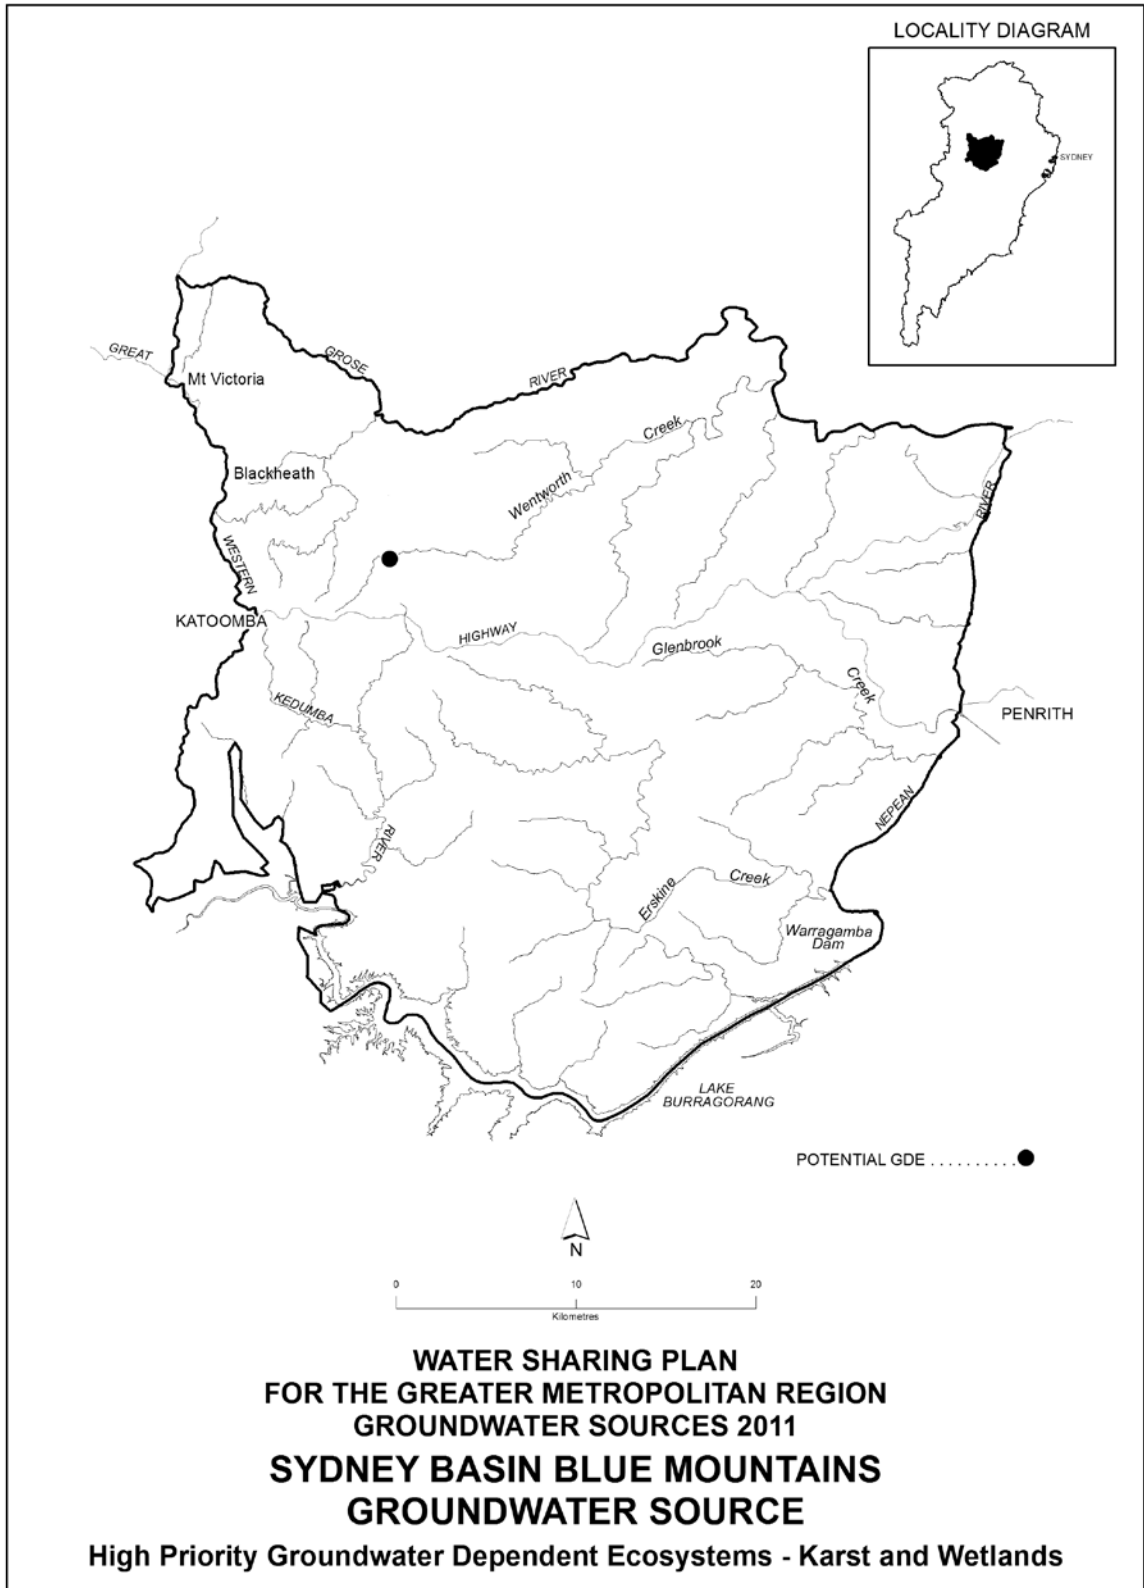 LOCALITY DIAGRAM
SYDNEY
GREAT
Mt Victoria
GROSE
RIVER
Creek
Blackheath
Wentworth
RIVER
WESTERN
KATOOMBA
HIGHWAY
Glenbrook
Creek
KEDUMBA
PENRITH
NEPEAN
RIVER
Erskine
Creek
Warragamba
Dam
LAKE
BURRAGORANG
POTENTIAL GDE ..........
N
0 10 20
Kilometres
WATER SHARING PLAN
FOR THE GREATER METROPOLITAN REGION
GROUNDWATER SOURCES 2011
SYDNEY BASIN BLUE MOUNTAINS
GROUNDWATER SOURCE
High Priority Groundwater Dependent Ecosystems - Karst and Wetlands